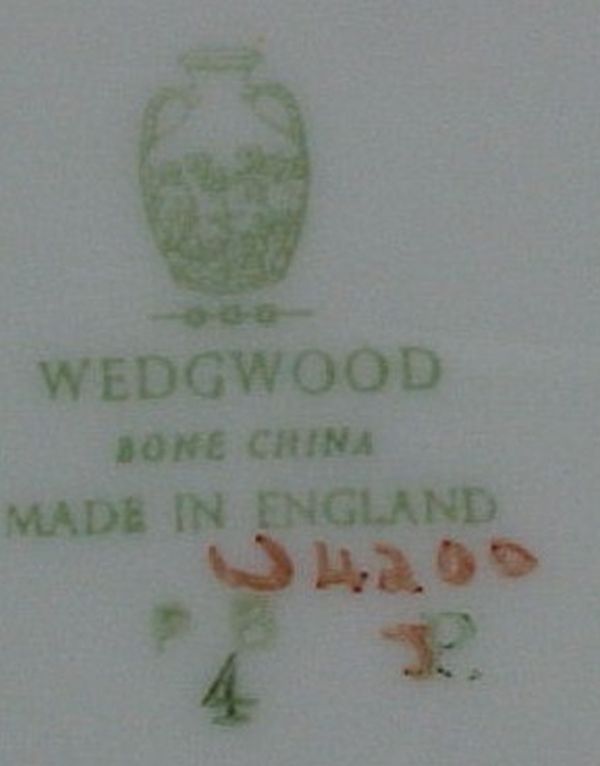 WEDGWOOD
BONE CHINA
MADE IN ENGLAND
W4200
4